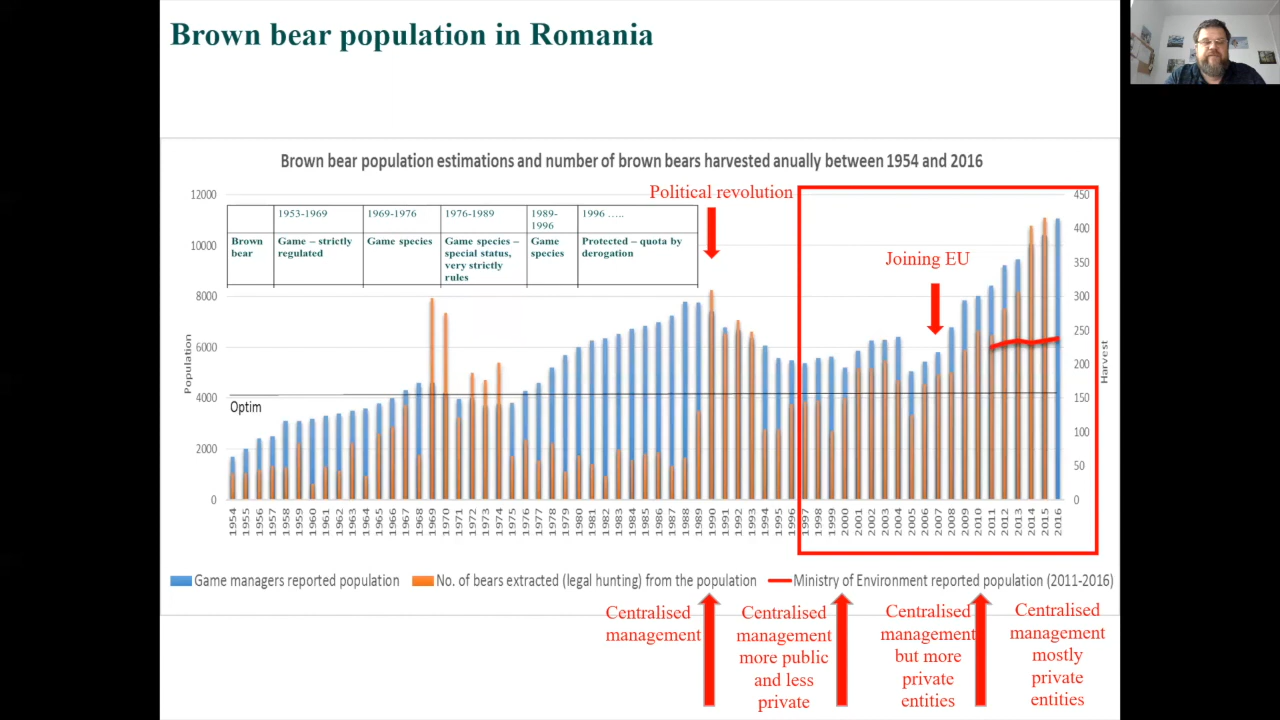 Brown bear population in Romania
Brown bear population estimations and number of brown bears harvested anually between 1954 and 2016
Political revolution
Joining EU
1953-1969
1969-1976
1976-1989
1989-
1996
1996 .....
Brown
bear
Game – strictly
regulated
Game species
Game species –
special status,
very strictly
rules
Game
species
Protected – quota by
derogation
Population
12000
10000
8000
6000
4000
2000
0
Optim
Harvest
450
400
350
300
250
200
150
100
50
0
1954 1955 1956 1957 1958 1959 1960 1961 1962 1963 1964 1965 1966 1967 1968 1969 1970 1971 1972 1973 1974 1975 1976 1977 1978 1979 1980 1981 1982 1983 1984 1985 1986 1987 1988 1989 1990 1991 1992 1993 1994 1995 1996 1997 1998 1999 2000 2001 2002 2003 2004 2005 2006 2007 2008 2009 2010 2011 2012 2013 2014 2015 2016
Game managers reported population
No. of bears extracted (legal hunting) from the population
Ministry of Environment reported population (2011-2016)
Centralised
management
Centralised
management
more public
and less
private
Centralised
management
but more
private
entities
Centralised
management
mostly
private
entities